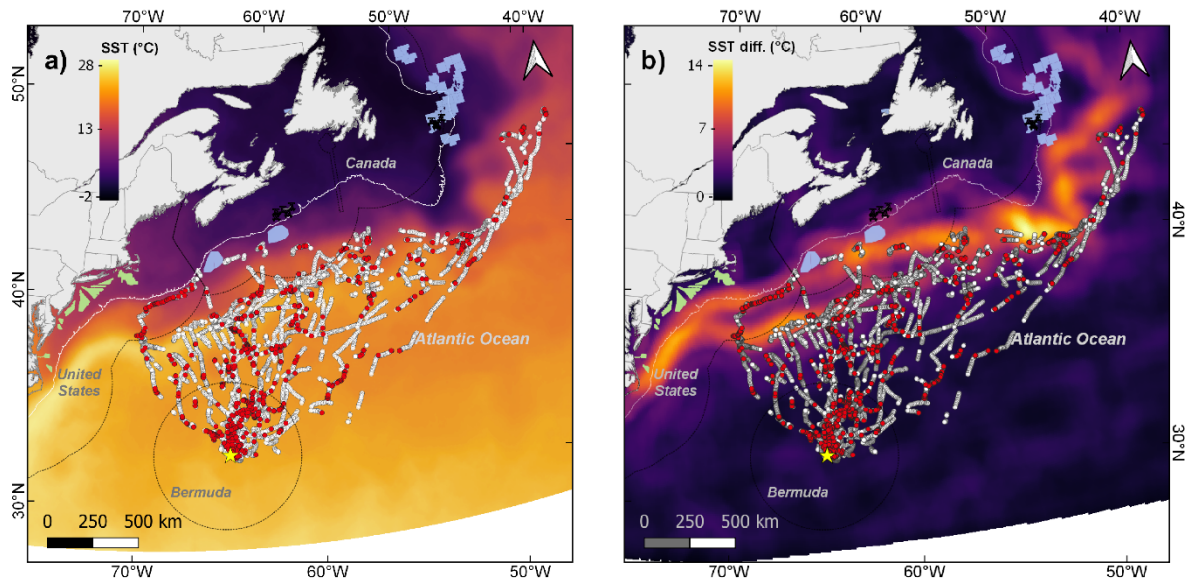 70°W 60°W 50°W 40°W
70°W 60°W 50°W 40°W
a) SST (°C)
28
13
-2
b) SST diff. (°C)
14
7
0
50°N
40°N
30°N
40°N
30°N
Canada
Canada
Atlantic Ocean
Atlantic Ocean
United
States
United
States
Bermuda
Bermuda
0 250 500 km
0 250 500 km
70°W 60°W 50°W
70°W 60°W 50°W